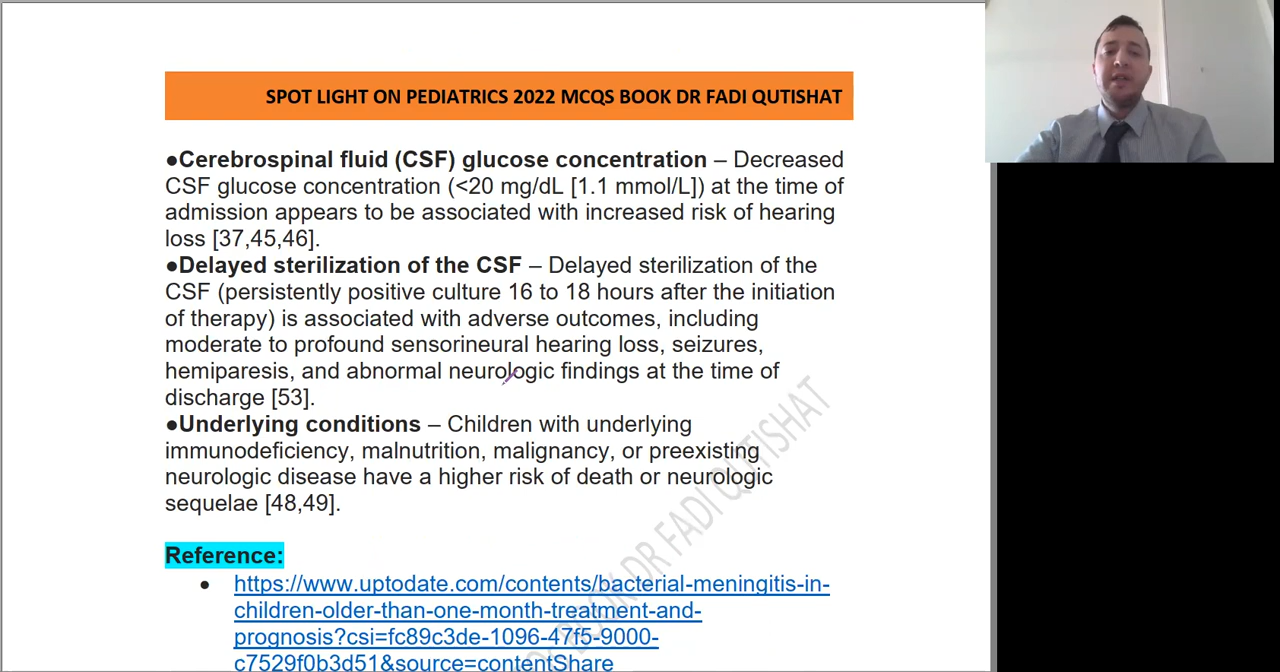 SPOT LIGHT ON PEDIATRICS 2022 MCQS BOOK DR FADI QUTISHAT
●Cerebrospinal fluid (CSF) glucose concentration – Decreased
CSF glucose concentration (<20 mg/dL [1.1 mmol/L]) at the time of
admission appears to be associated with increased risk of hearing
loss [37,45,46].
●Delayed sterilization of the CSF – Delayed sterilization of the
CSF (persistently positive culture 16 to 18 hours after the initiation
of therapy) is associated with adverse outcomes, including
moderate to profound sensorineural hearing loss, seizures,
hemiparesis, and abnormal neurologic findings at the time of
discharge [53].
●Underlying conditions – Children with underlying
immunodeficiency, malnutrition, malignancy, or preexisting
neurologic disease have a higher risk of death or neurologic
sequelae [48,49].
Reference:
● https://www.uptodate.com/contents/bacterial-meningitis-in-
children-older-than-one-month-treatment-and-
prognosis?csi=fc89c3de-1096-47f5-9000-
c7529f0b3d51&source=contentShare
BOOK DR FADI QUTISHAT